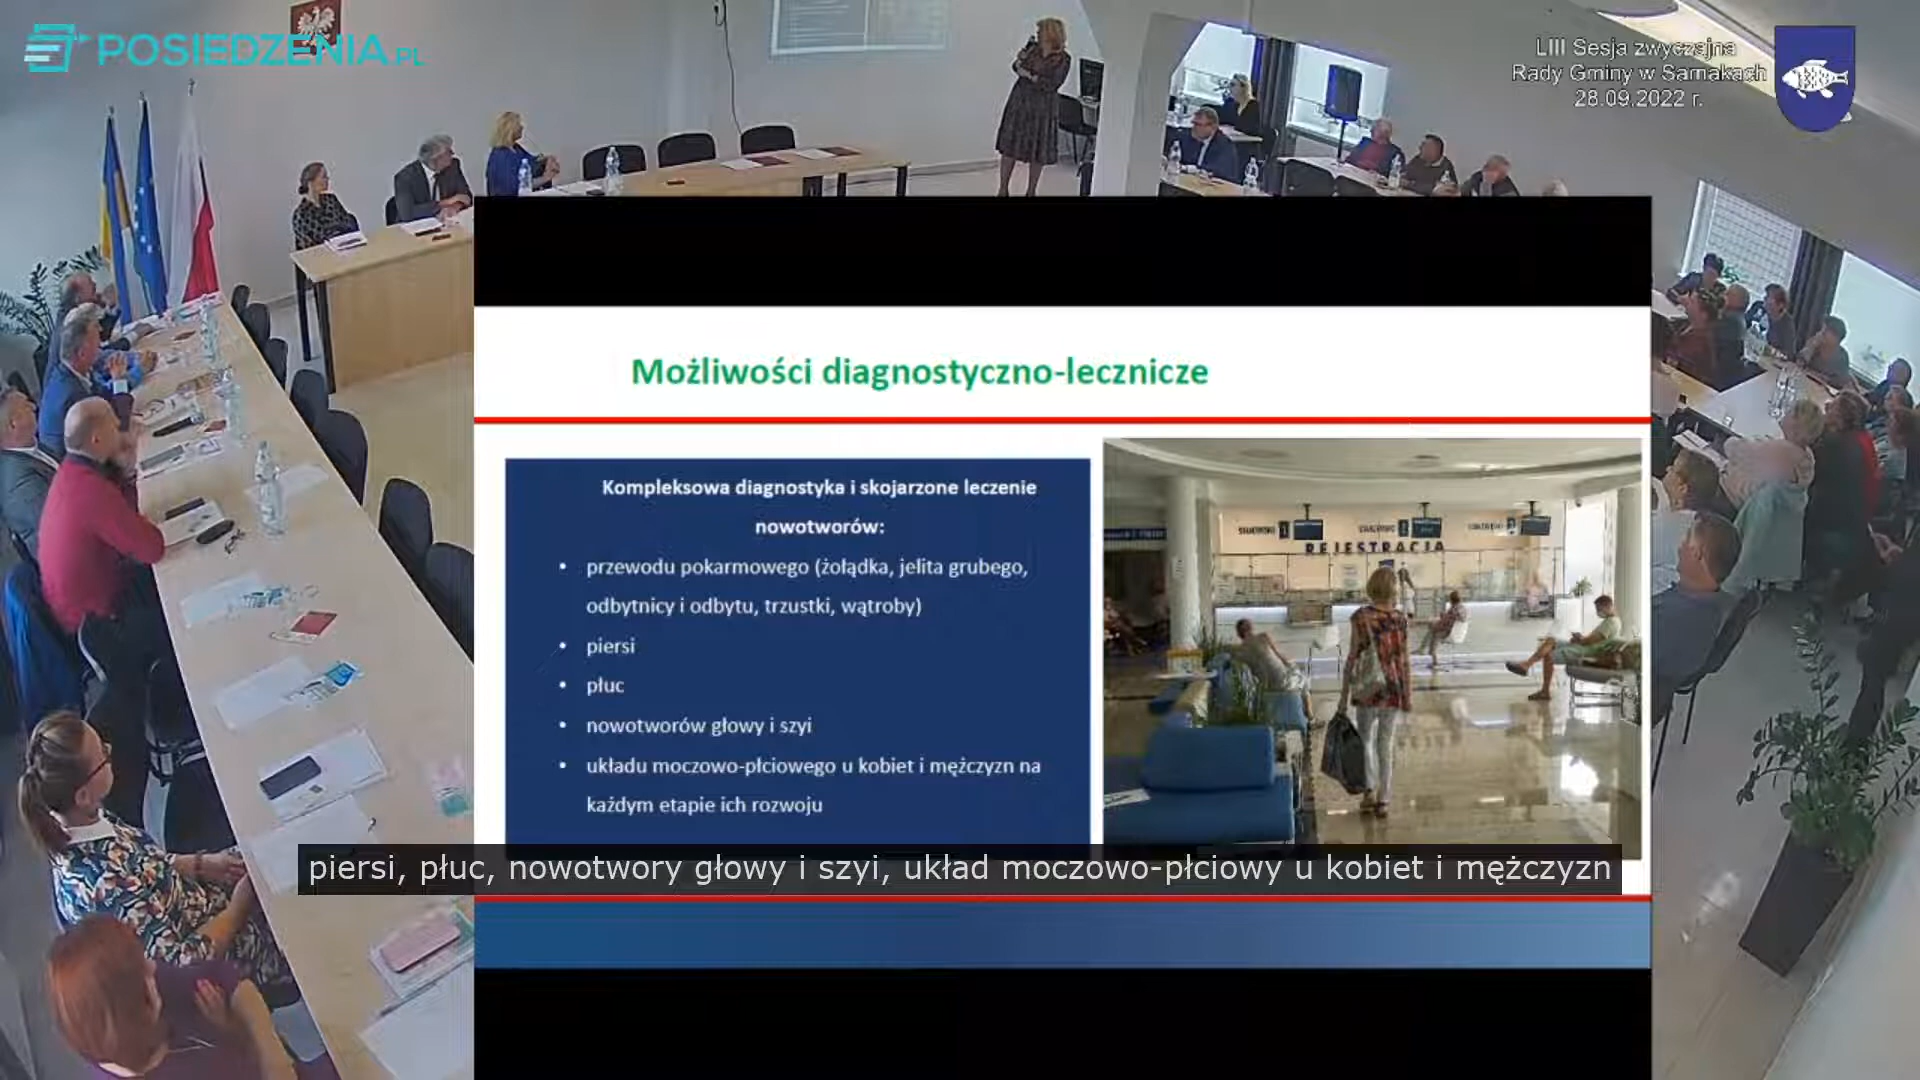 POSIEDZENIA.PL
LIII Sesja zwyczajna
Rady Gminy w Sarnakach
28.09.2022 r.
Możliwości diagnostyczno-lecznicze
Kompleksowa diagnostyka i skojarzone leczenie
nowotworów:
• przewodu pokarmowego (żołądka, jelita grubego,
odbytnicy i odbytu, trzustki, wątroby)
• piersi
• płuc
• nowotworów głowy i szyi
• układu moczowo-płciowego u kobiet i mężczyzn na
każdym etapie ich rozwoju
REJESTRACJA
piersi, płuc, nowotwory głowy i szyi, układ moczowo-płciowy u kobiet i mężczyzn